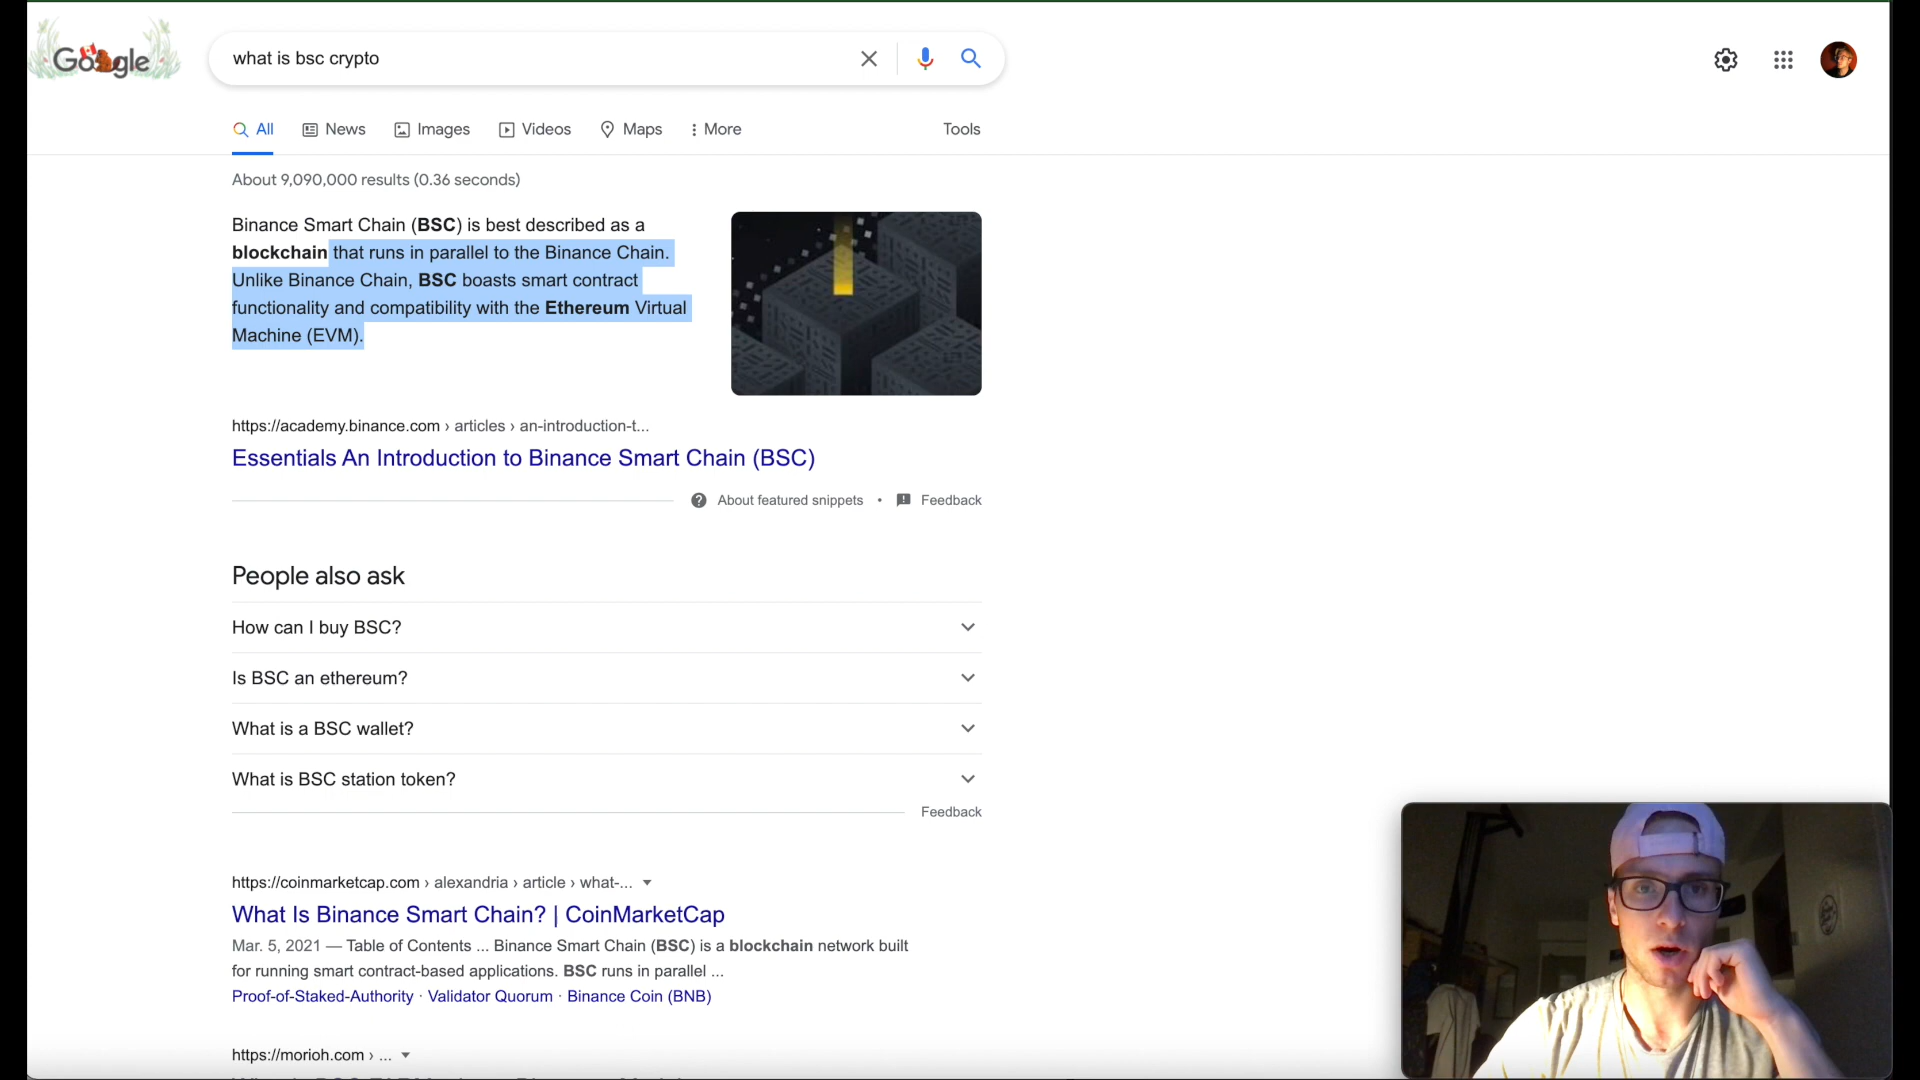 Google
what is bsc crypto
All
News
Images
Videos
Maps
More
Tools
About 9,090,000 results (0.36 seconds)
Binance Smart Chain (BSC) is best described as a
blockchain that runs in parallel to the Binance Chain.
Unlike Binance Chain, BSC boasts smart contract
functionality and compatibility with the Ethereum Virtual
Machine (EVM).
https://academy.binance.com › articles › an-introduction-t...
Essentials An Introduction to Binance Smart Chain (BSC)
About featured snippets • Feedback
People also ask
How can I buy BSC?
Is BSC an ethereum?
What is a BSC wallet?
What is BSC station token?
Feedback
https://coinmarketcap.com › alexandria › article › what-...
What Is Binance Smart Chain? | CoinMarketCap
Mar. 5, 2021 — Table of Contents ... Binance Smart Chain (BSC) is a blockchain network built
for running smart contract-based applications. BSC runs in parallel ...
Proof-of-Staked-Authority · Validator Quorum · Binance Coin (BNB)
https://morioh.com › ...